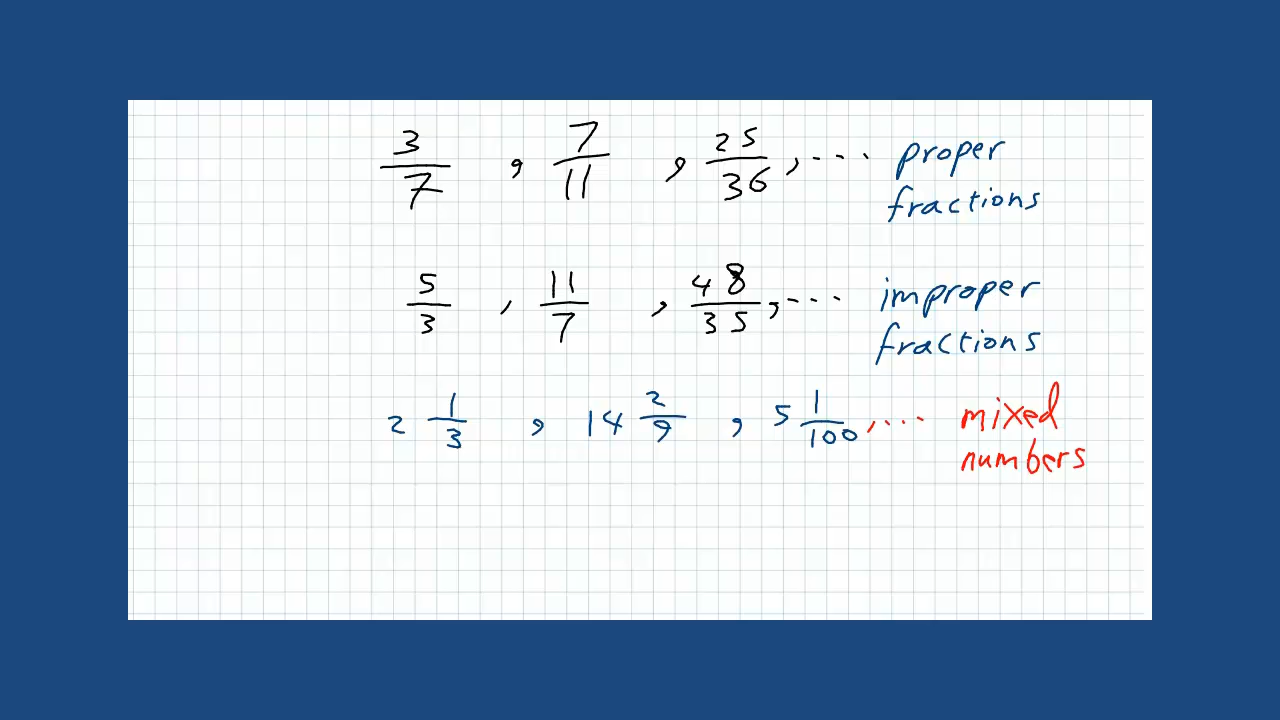 3/7 , 7/11 , 25/36 , ... proper
fractions
5/3 , 11/7 , 48/35 , ... improper
fractions
2 1/3 , 14 2/9 , 5 1/100 , .... mixed
numbers